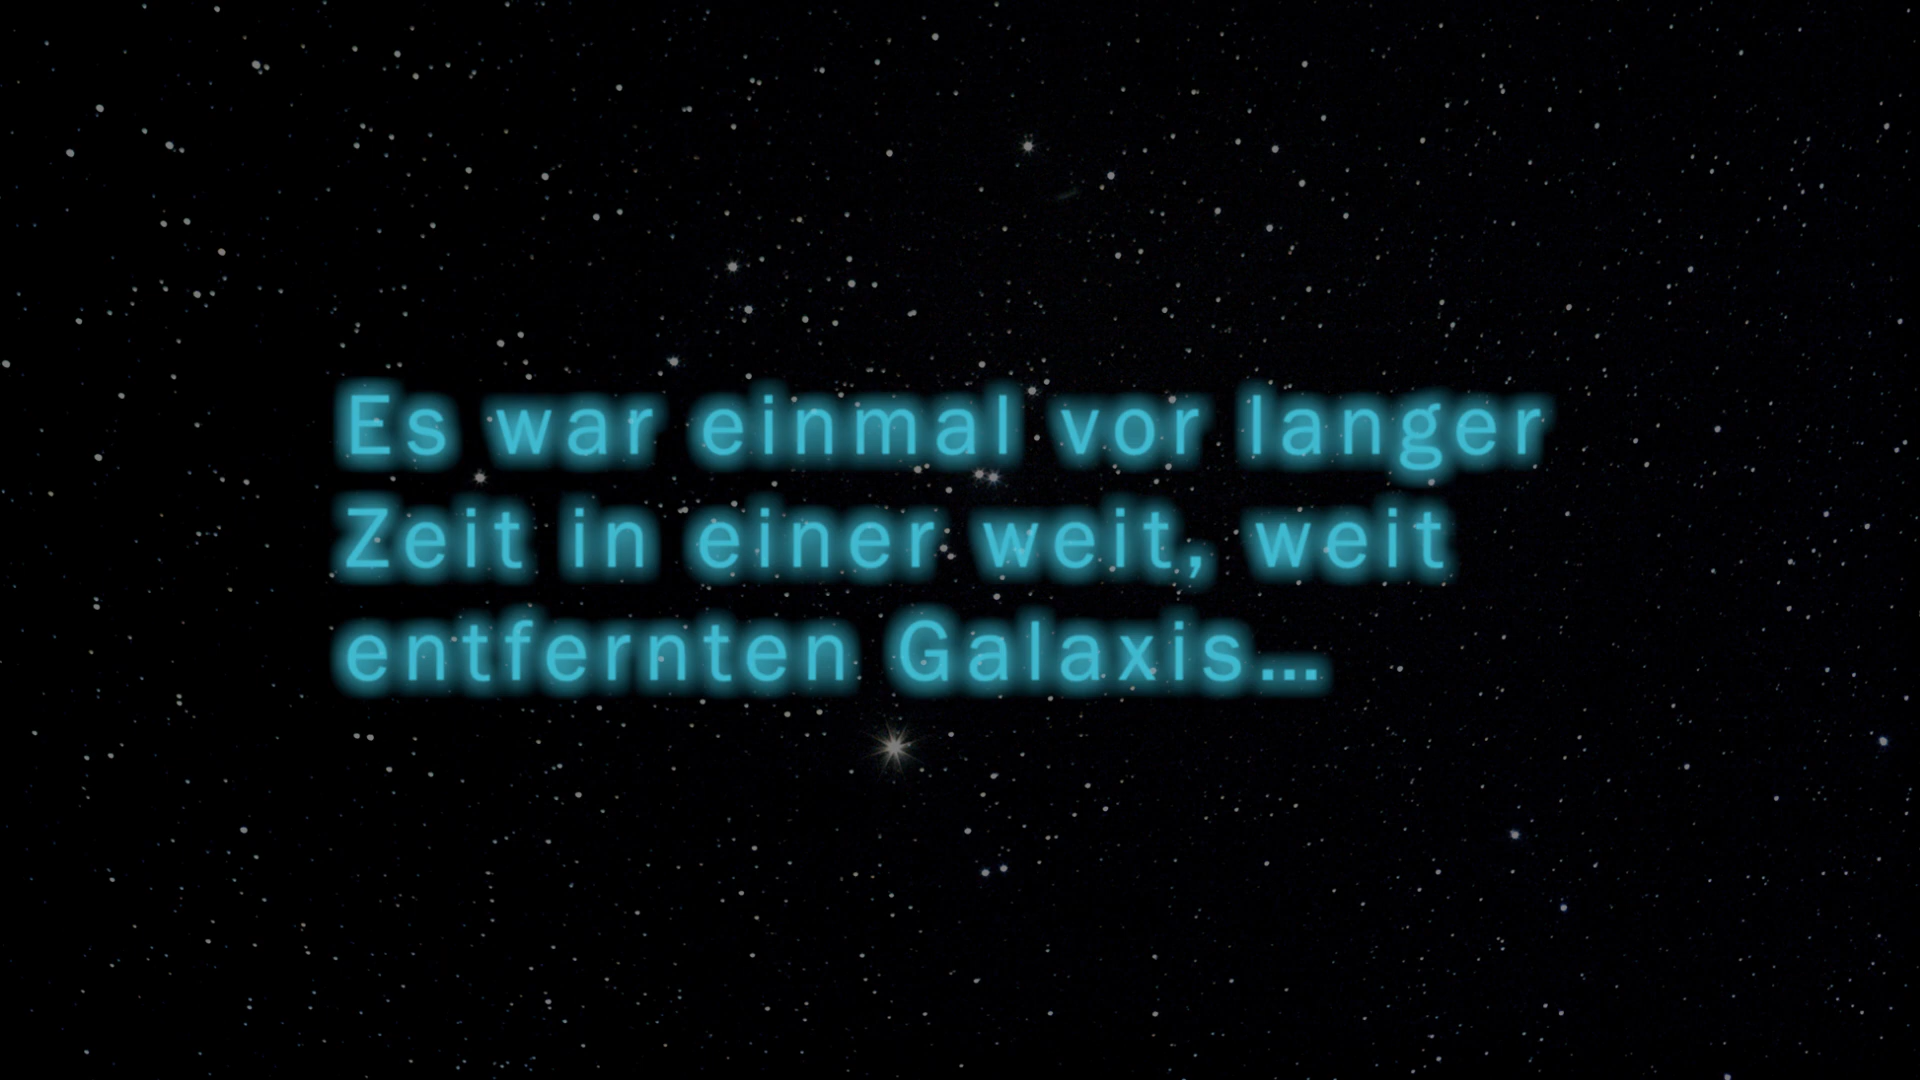 Es war einmal vor langer
Zeit in einer weit, weit
entfernten Galaxis...